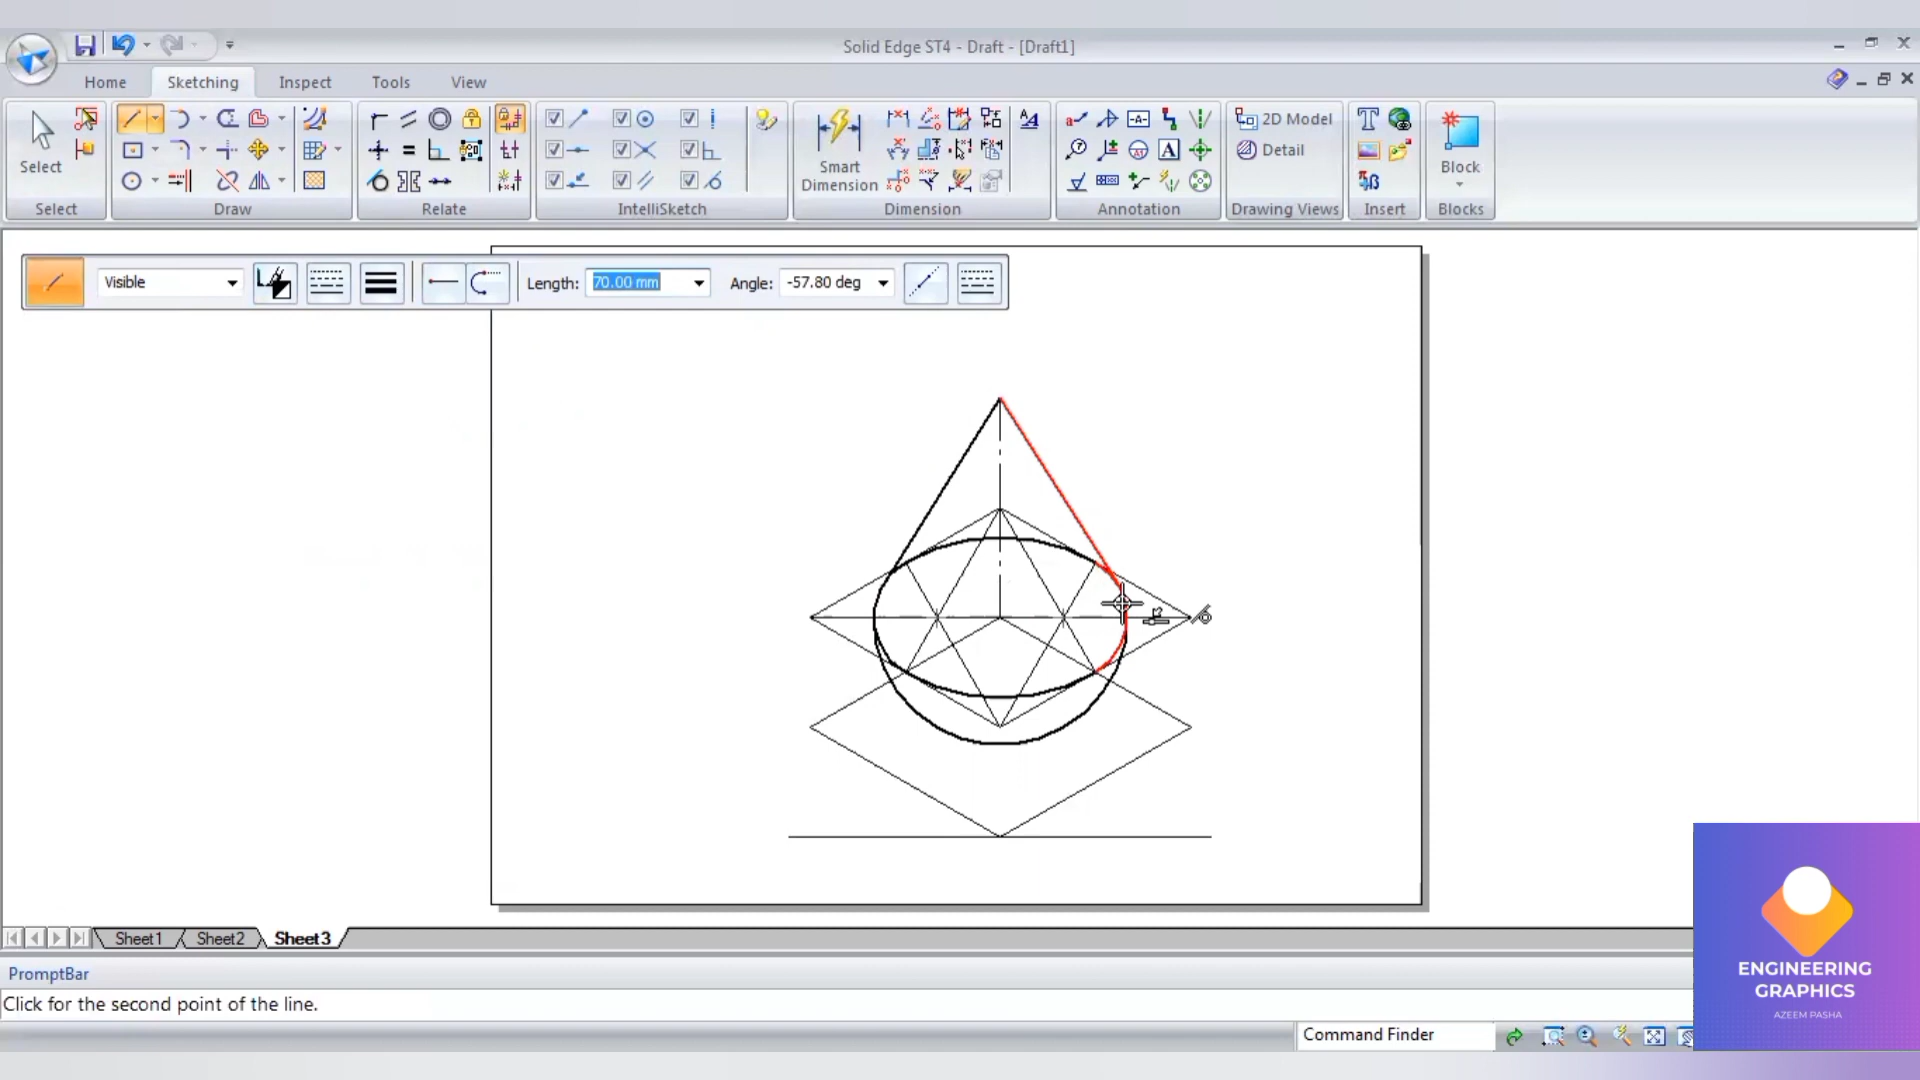 Solid Edge ST4 - Draft - [Draft1]
Home Sketching Inspect Tools View
Select
Smart
Dimension
2D Model
Detail
Block
Select Draw Relate IntelliSketch Dimension Annotation Drawing Views Insert Blocks
Visible Length: 70.00 mm Angle: -57.80 deg
Sheet1 Sheet2 Sheet3
PromptBar
Click for the second point of the line.
Command Finder
ENGINEERING
GRAPHICS
AZEEM PASHA